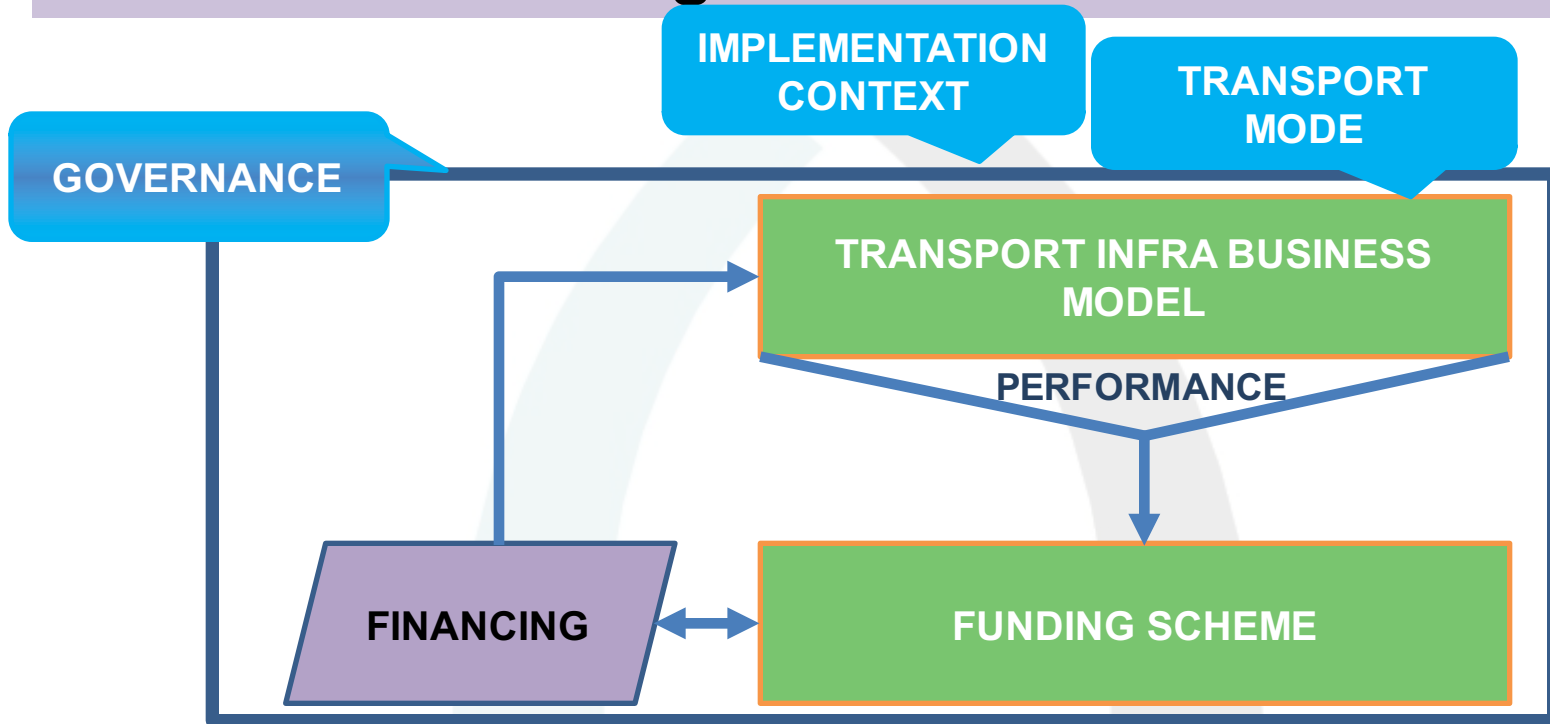 IMPLEMENTATION
CONTEXT
TRANSPORT
MODE
GOVERNANCE
TRANSPORT INFRA BUSINESS
MODEL
PERFORMANCE
FINANCING
FUNDING SCHEME